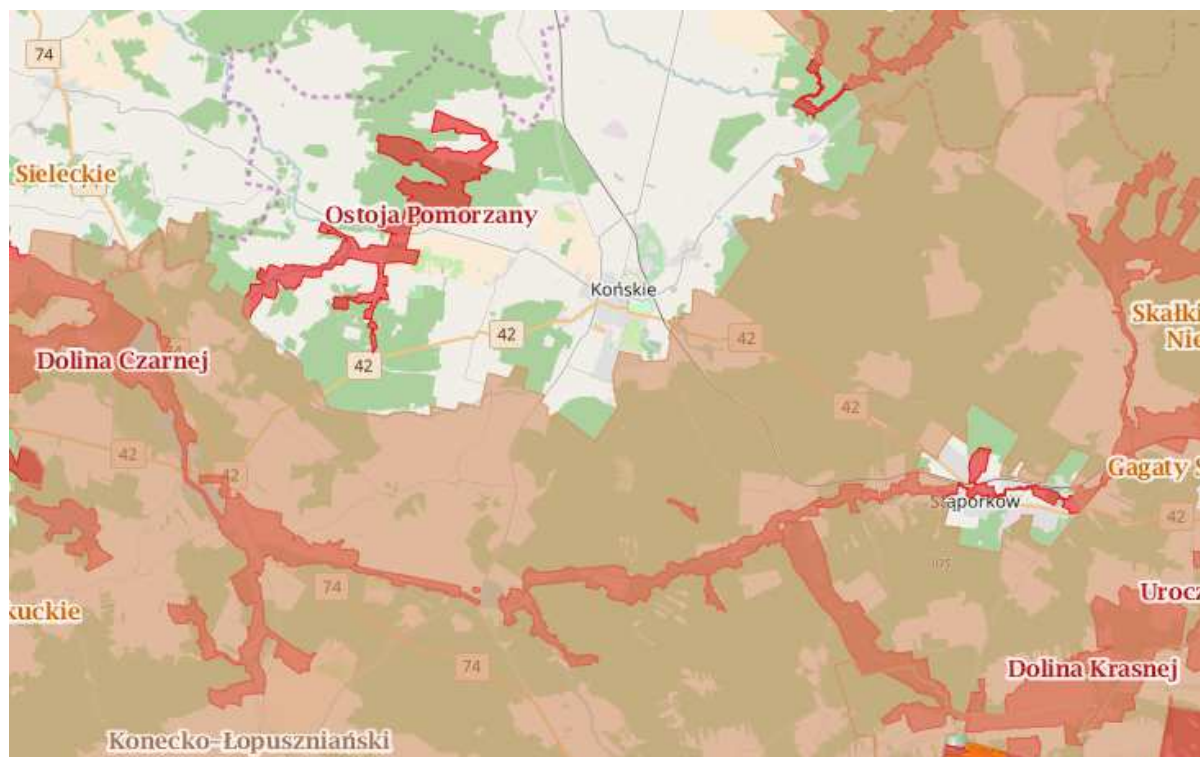 74
Sieleckie
Ostoja Pomorzany
Końskie
Skałki
Nie
42
42
42
Dolina Czarnej
42
42
42
Gagaty S
Stąporków
42
74
Urocz
kuckie
74
Dolina Krasnej
Konecko-Łopuszniański